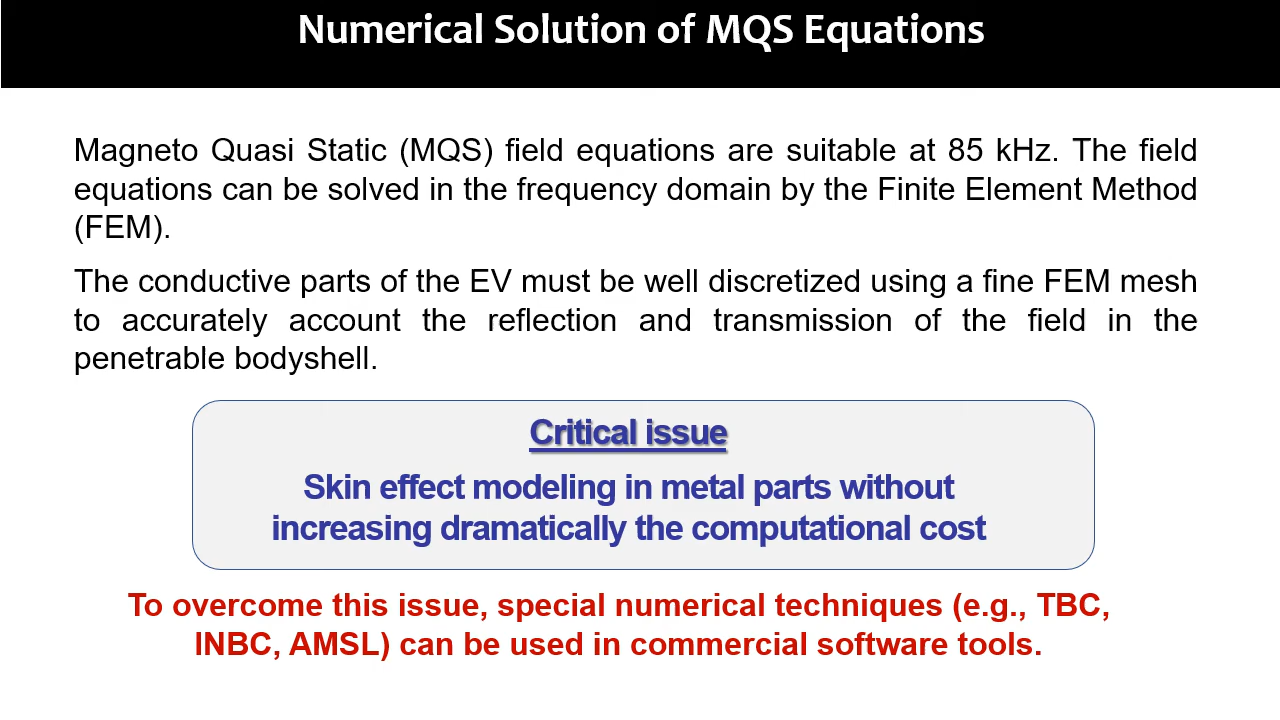 Numerical Solution of MQS Equations
Magneto Quasi Static (MQS) field equations are suitable at 85 kHz. The field
equations can be solved in the frequency domain by the Finite Element Method
(FEM).
The conductive parts of the EV must be well discretized using a fine FEM mesh
to accurately account the reflection and transmission of the field in the
penetrable bodyshell.
Critical issue
Skin effect modeling in metal parts without
increasing dramatically the computational cost
To overcome this issue, special numerical techniques (e.g., TBC,
INBC, AMSL) can be used in commercial software tools.